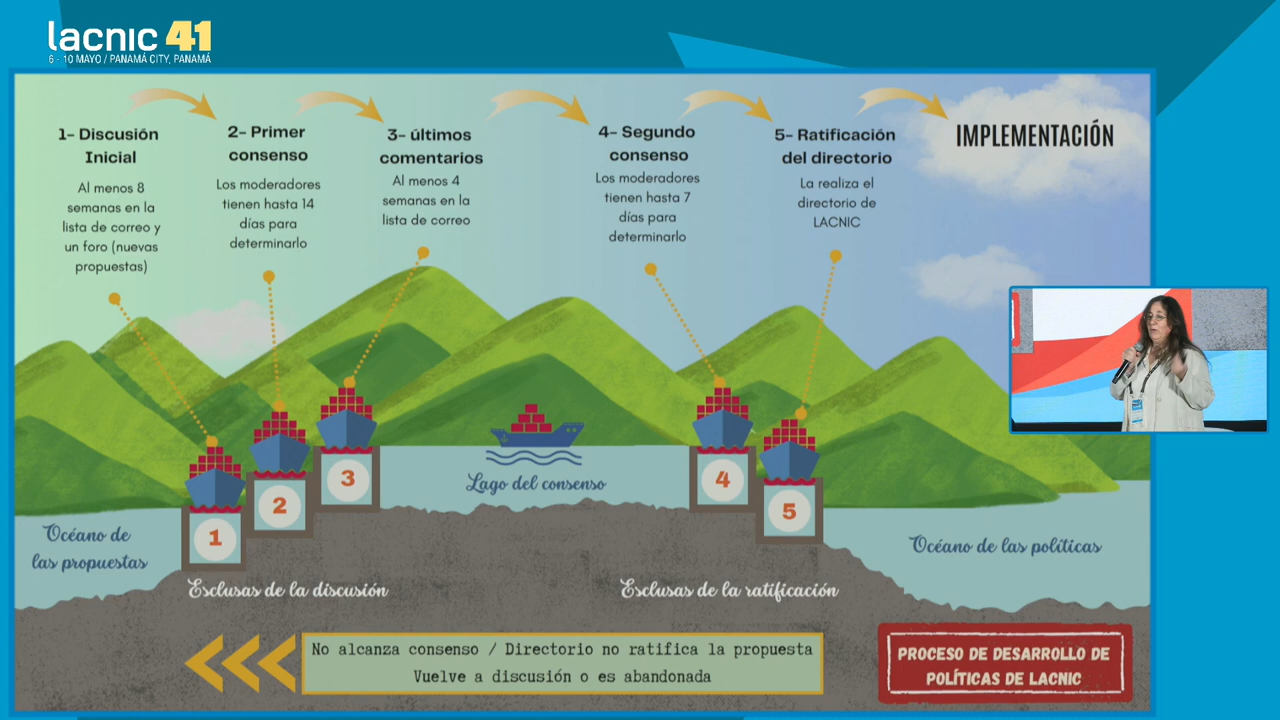 lacnic 41
6 - 10 MAYO / PANAMÁ CITY, PANAMÁ
1- Discusión
Inicial
Al menos 8
semanas en la
lista de correo y
un foro (nuevas
propuestas)
2- Primer
consenso
Los moderadores
tienen hasta 14
días para
determinarlo
3- últimos
comentarios
Al menos 4
semanas en la
lista de correo
4- Segundo
consenso
Los moderadores
tienen hasta 7
días para
determinarlo
5- Ratificación
del directorio
La realiza el
directorio de
LACNIC
IMPLEMENTACIÓN
1
2
3
4
5
Lago del consenso
Océano de
las propuestas
Océano de las políticas
Esclusas de la discusión
Esclusas de la ratificación
No alcanza consenso / Directorio no ratifica la propuesta
Vuelve a discusión o es abandonada
PROCESO DE DESARROLLO DE
POLÍTICAS DE LACNIC